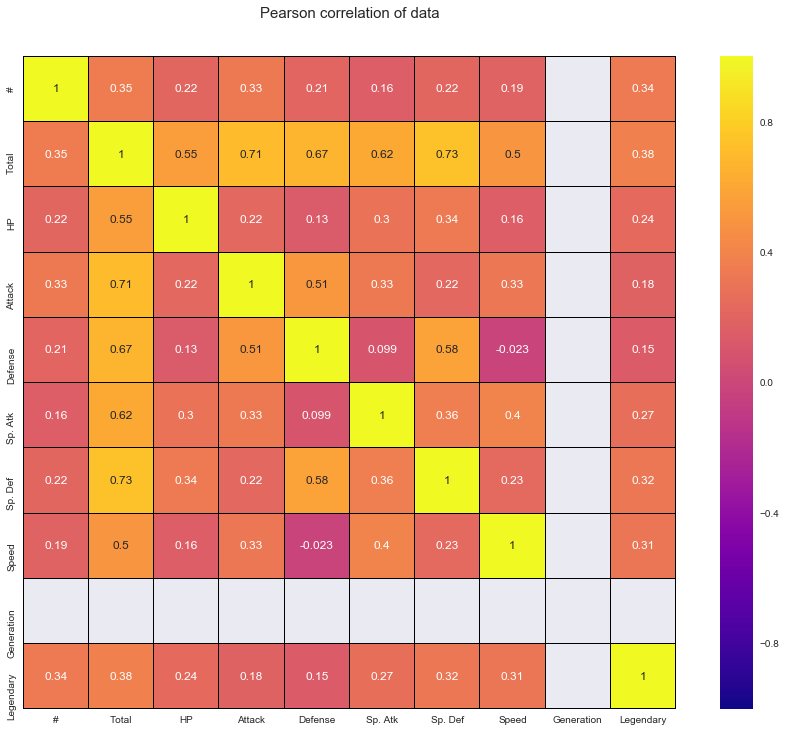 Pearson correlation of data
# 1 0.35 0.22 0.33 0.21 0.16 0.22 0.19 0.34
Total 0.35 1 0.55 0.71 0.67 0.62 0.73 0.5 0.38
HP 0.22 0.55 1 0.22 0.13 0.3 0.34 0.16 0.24
Attack 0.33 0.71 0.22 1 0.51 0.33 0.22 0.33 0.18
Defense 0.21 0.67 0.13 0.51 1 0.099 0.58 -0.023 0.15
Sp. Atk 0.16 0.62 0.3 0.33 0.099 1 0.36 0.4 0.27
Sp. Def 0.22 0.73 0.34 0.22 0.58 0.36 1 0.23 0.32
Speed 0.19 0.5 0.16 0.33 -0.023 0.4 0.23 1 0.31
Generation
Legendary 0.34 0.38 0.24 0.18 0.15 0.27 0.32 0.31 1
# Total HP Attack Defense Sp. Atk Sp. Def Speed Generation Legendary
0.8
0.4
0.0
−0.4
−0.8